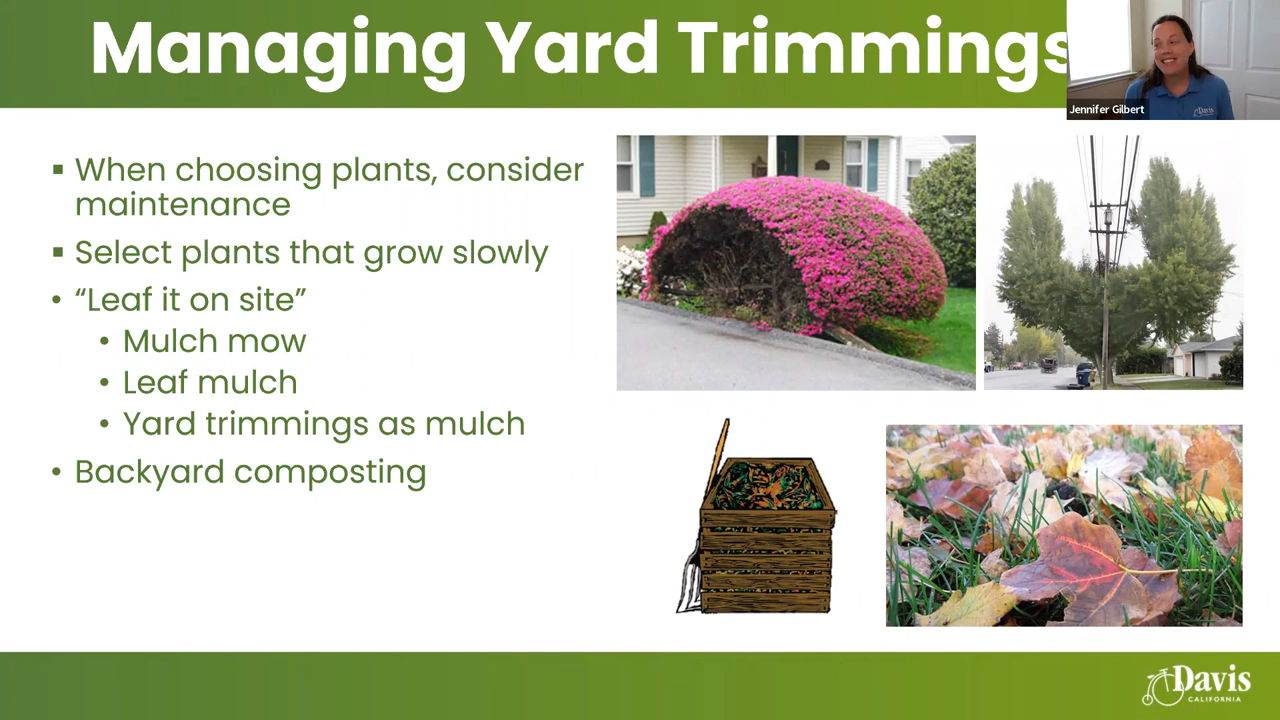 Managing Yard Trimmings
Jennifer Gilbert
Davis
▪ When choosing plants, consider
maintenance
▪ Select plants that grow slowly
• “Leaf it on site”
• Mulch mow
• Leaf mulch
• Yard trimmings as mulch
• Backyard composting
Davis
CALIFORNIA